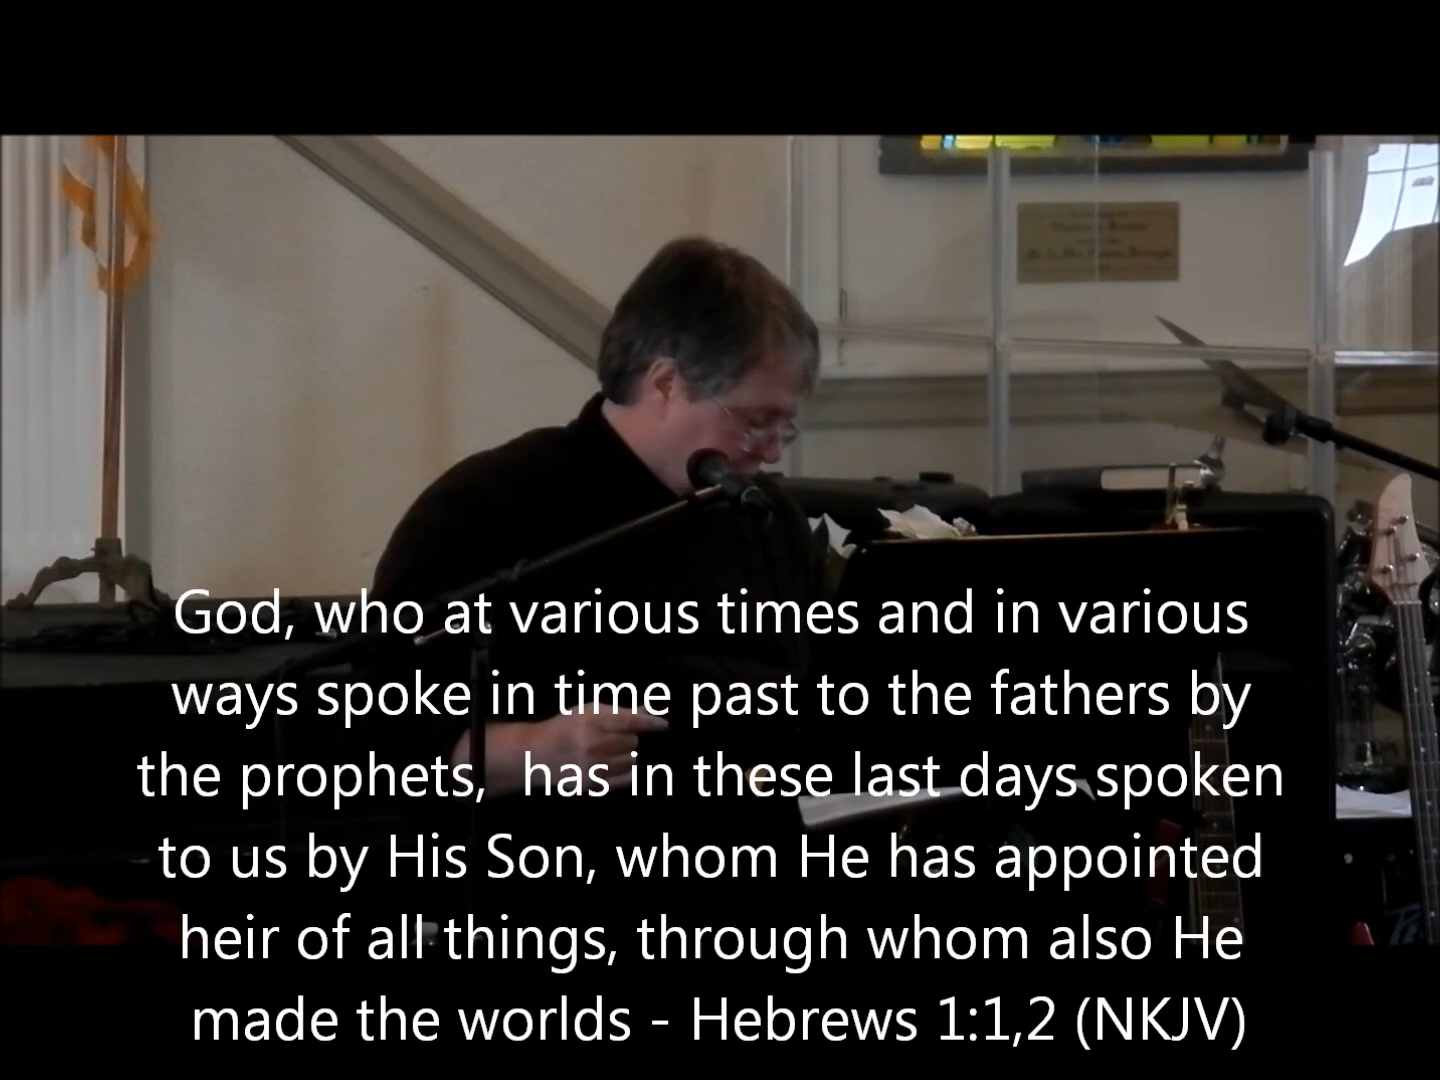 God, who at various times and in various
ways spoke in time past to the fathers by
the prophets,  has in these last days spoken
to us by His Son, whom He has appointed
heir of all things, through whom also He
made the worlds - Hebrews 1:1,2 (NKJV)